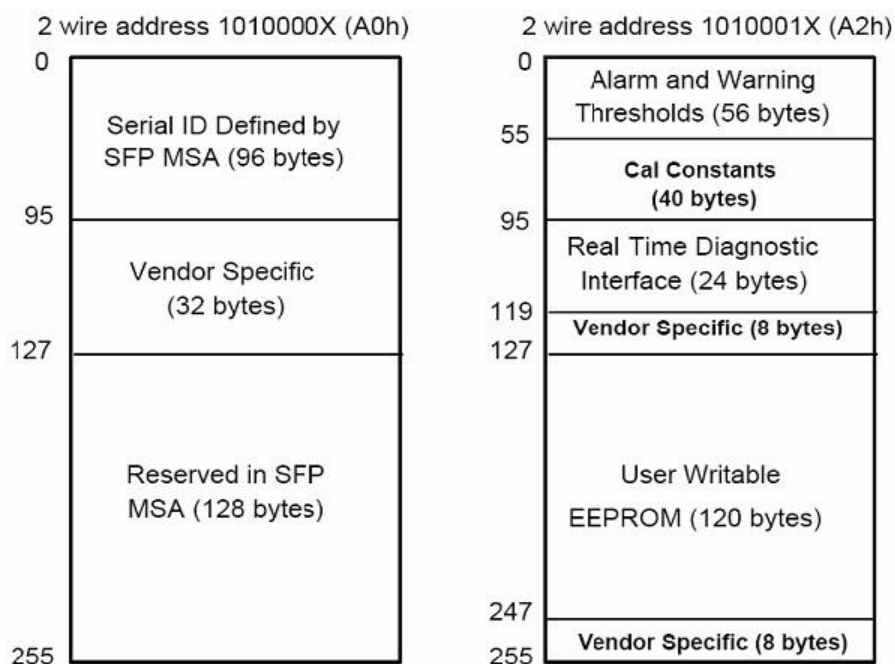 2 wire address 1010000X (A0h)
0
Serial ID Defined by
SFP MSA (96 bytes)
95
Vendor Specific
(32 bytes)
127
Reserved in SFP
MSA (128 bytes)
255
2 wire address 1010001X (A2h)
0
Alarm and Warning
Thresholds (56 bytes)
55
Cal Constants
(40 bytes)
95
Real Time Diagnostic
Interface (24 bytes)
119
Vendor Specific (8 bytes)
127
User Writable
EEPROM (120 bytes)
247
Vendor Specific (8 bytes)
255